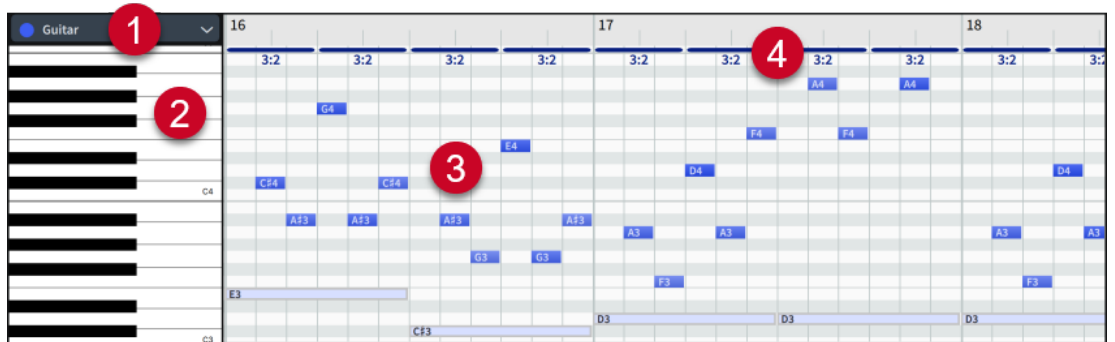 Guitar 1 16 17 18
3:2 3:2 3:2 3:2 3:2 3:2 4 3:2 3:2 3:2 3:2
A4 A4
2 G4
F4 F4
E4
3 D4 D4
C♯4 C♯4
C4
A♯3 A♯3 A♯3 A♯3
A3 A3 A3 A3
G3 G3
F3 F3
E3
D3 D3 D3
C♯3
C3